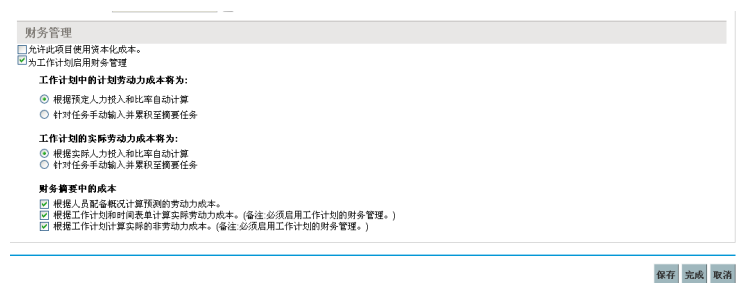 财务管理
允许此项目使用资本化成本。
为工作计划启用财务管理
工作计划中的计划劳动力成本将为:
根据预定人力投入和比率自动计算
针对任务手动输入并累积至摘要任务
工作计划的实际劳动力成本将为:
根据实际人力投入和比率自动计算
针对任务手动输入并累积至摘要任务
财务摘要中的成本
根据人员配备概况计算预测的劳动力成本。
根据工作计划和时间表单计算实际劳动力成本。(备注:必须启用工作计划的财务管理。)
根据工作计划计算实际的非劳动力成本。(备注:必须启用工作计划的财务管理。)
保存 完成 取消